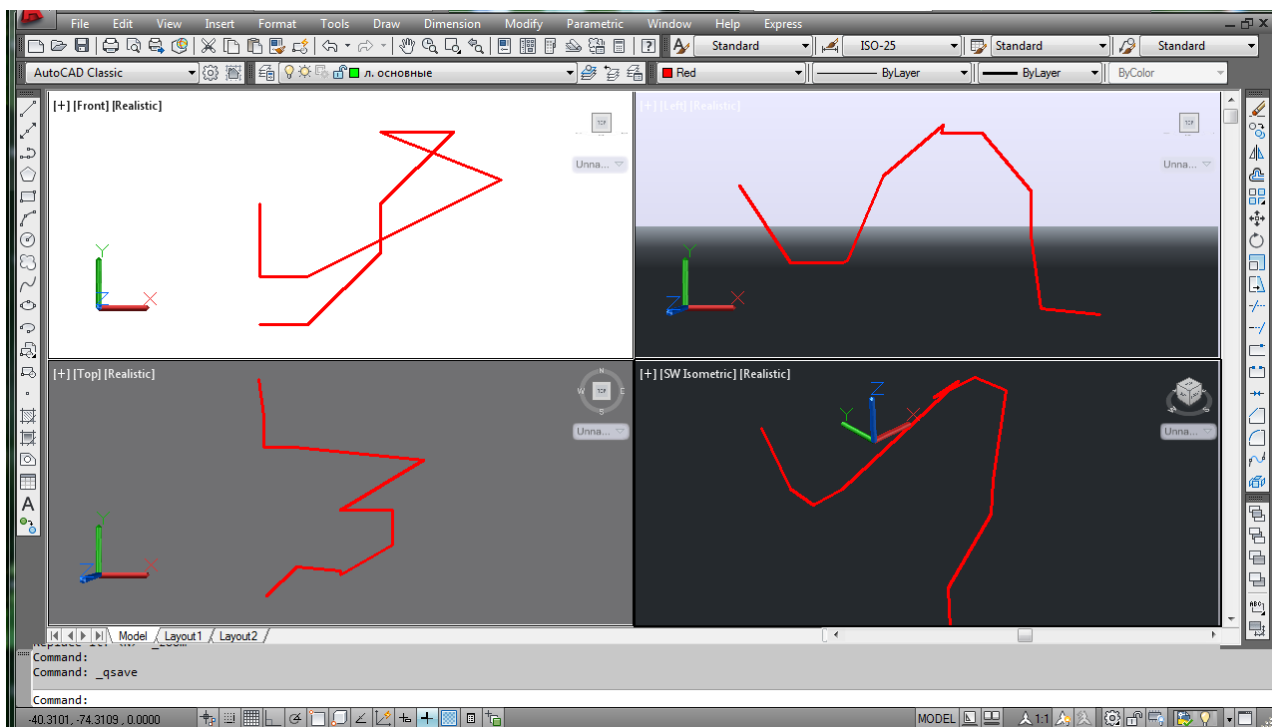 File Edit View Insert Format Tools Draw Dimension Modify Parametric Window Help Express
Standard ISO-25 Standard Standard
AutoCAD Classic л. основные Red ByLayer ByLayer ByColor
[+] [Front] [Realistic]
TOP
Unna...
Y
Z X
[+] [Left] [Realistic]
TOP
Unna...
Y
Z X
[+] [Top] [Realistic]
N
W TOP E
S
Unna...
Y
Z X
[+] [SW Isometric] [Realistic]
Unna...
Z
Y X
Model Layout1 Layout2
Command:
Command: _qsave
Command:
-40.3101, -74.3109, 0.0000 MODEL 1:1